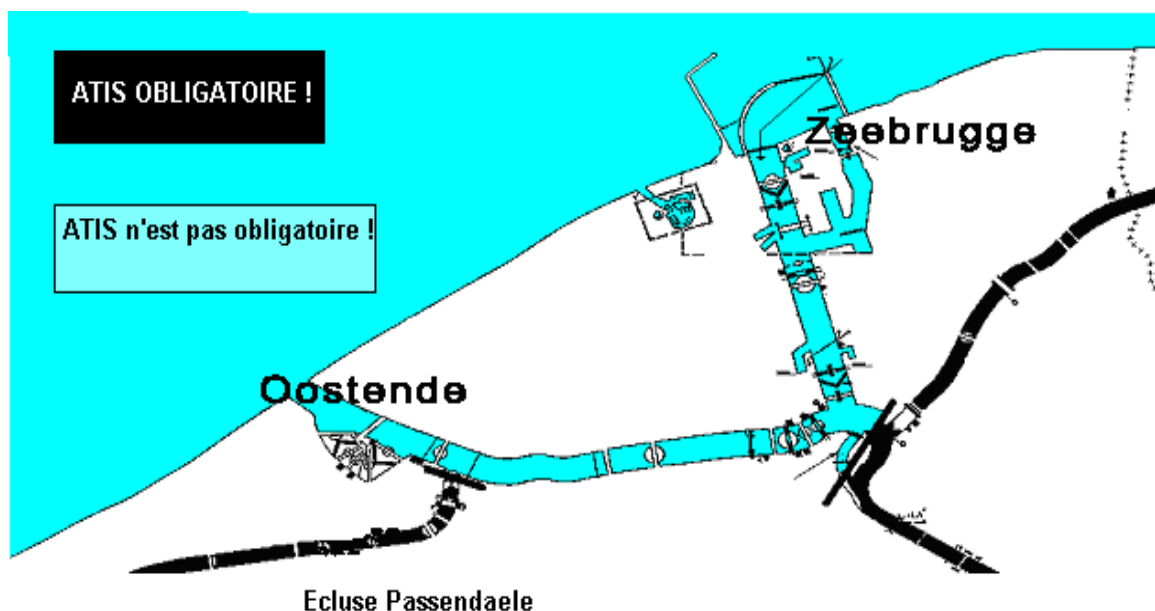 ATIS OBLIGATOIRE !
Zeebrugge
ATIS n'est pas obligatoire !
Oostende
Ecluse Passendaele